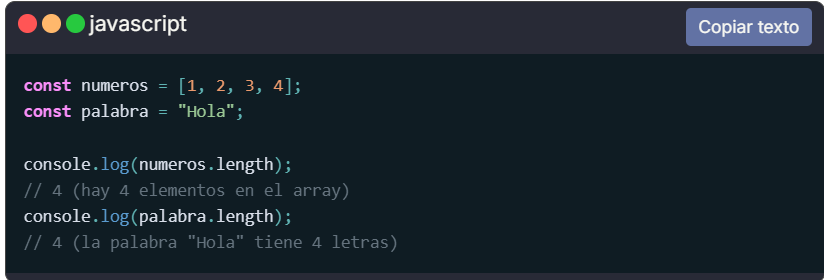 javascript
Copiar texto
const numeros = [1, 2, 3, 4];
const palabra = "Hola";
console.log(numeros.length);
// 4 (hay 4 elementos en el array)
console.log(palabra.length);
// 4 (la palabra "Hola" tiene 4 letras)